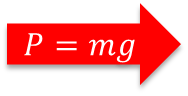 P = mg